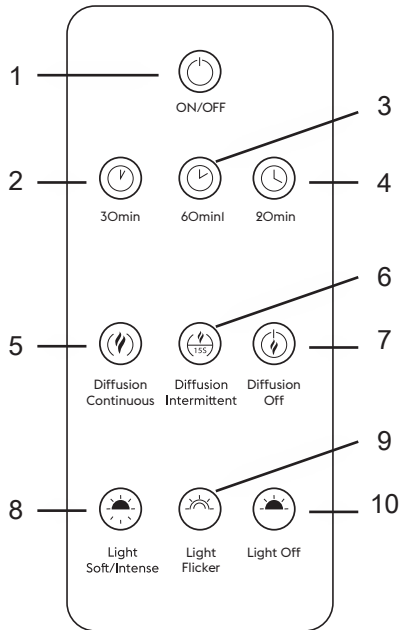 1
ON/OFF
3
2
4
30min 60minl 20min
6
15S
5
7
Diffusion Diffusion Diffusion
Continuous Intermittent Off
9
8
10
Light Light Light Off
Soft/Intense Flicker